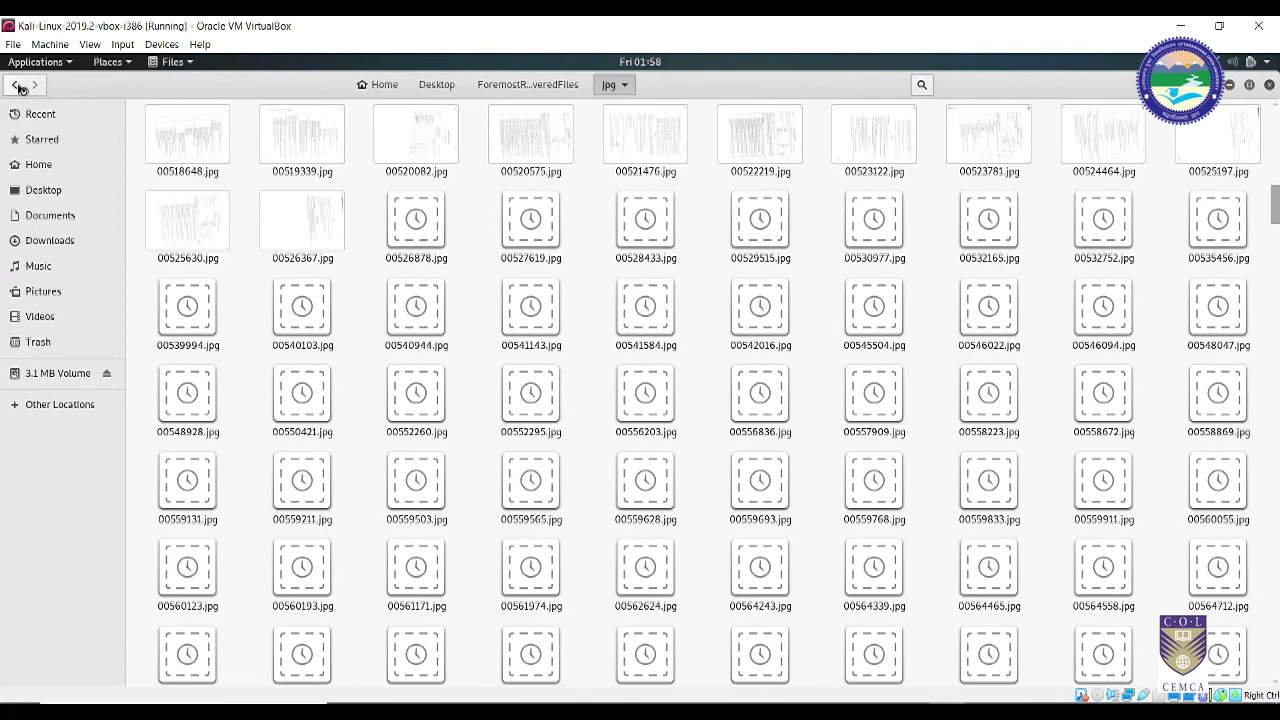 Kali-Linux-2019.2-vbox-i386 [Running] - Oracle VM VirtualBox
File Machine View Input Devices Help
Applications Places Files Fri 01:58
Home Desktop ForemostR...veredFiles jpg
Recent
Starred
Home
Desktop
Documents
Downloads
Music
Pictures
Videos
Trash
3.1 MB Volume
+ Other Locations
00518648.jpg 00519339.jpg 00520082.jpg 00520575.jpg 00521476.jpg 00522219.jpg 00523122.jpg 00523781.jpg 00524464.jpg 00525197.jpg
00525630.jpg 00526367.jpg 00526878.jpg 00527619.jpg 00528433.jpg 00529515.jpg 00530977.jpg 00532165.jpg 00532752.jpg 00535456.jpg
00539994.jpg 00540103.jpg 00540944.jpg 00541143.jpg 00541584.jpg 00542016.jpg 00545504.jpg 00546022.jpg 00546094.jpg 00548047.jpg
00548928.jpg 00550421.jpg 00552260.jpg 00552295.jpg 00556203.jpg 00556836.jpg 00557909.jpg 00558223.jpg 00558672.jpg 00558869.jpg
00559131.jpg 00559211.jpg 00559503.jpg 00559565.jpg 00559628.jpg 00559693.jpg 00559768.jpg 00559833.jpg 00559911.jpg 00560055.jpg
00560123.jpg 00560193.jpg 00561171.jpg 00561974.jpg 00562624.jpg 00564243.jpg 00564339.jpg 00564465.jpg 00564558.jpg 00564712.jpg
C·O·L
CEMCA
Right Ctrl